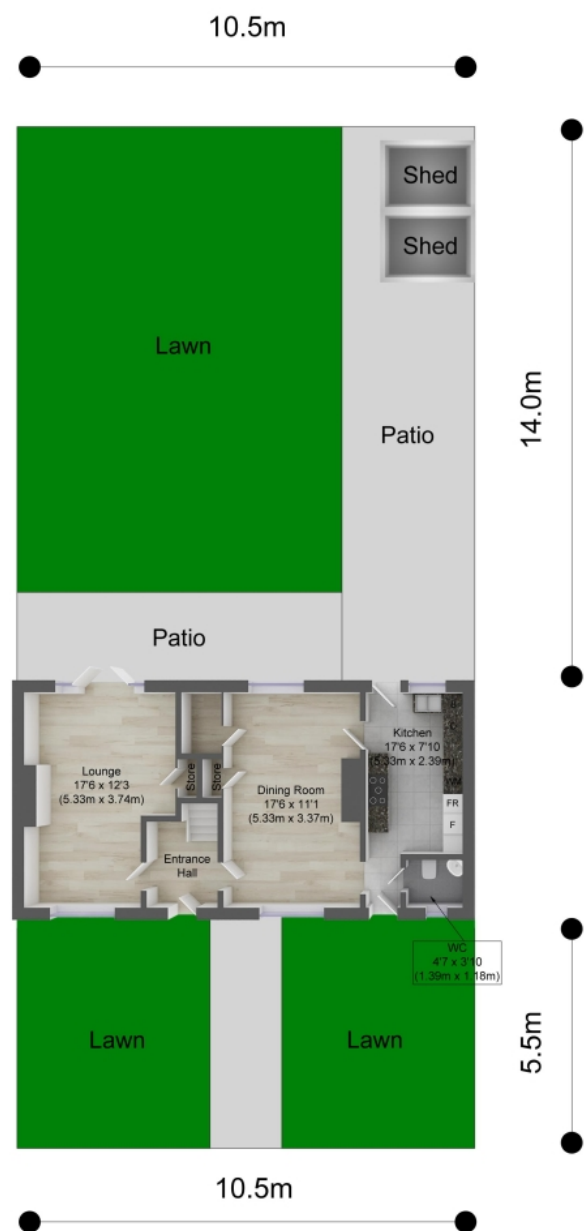 10.5m
Shed
Shed
Lawn
14.0m
Patio
Patio
Kitchen
17'6 x 7'10
(5.33m x 2.39m)
Lounge
17'6 x 12'3
(5.33m x 3.74m)
Store
Store
Dining Room
17'6 x 11'1
(5.33m x 3.37m)
WM
FR
F
Entrance
Hall
WC
4'7 x 3'10
(1.39m x 1.18m)
Lawn
Lawn
5.5m
10.5m